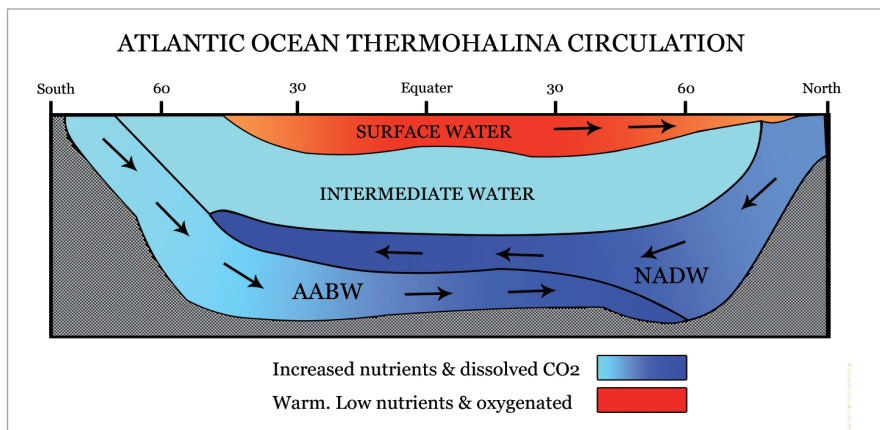 ATLANTIC OCEAN THERMOHALINA CIRCULATION
South 60 30 Equater 30 60 North
SURFACE WATER
INTERMEDIATE WATER
NADW
AABW
Increased nutrients & dissolved CO2
Warm. Low nutrients & oxygenated